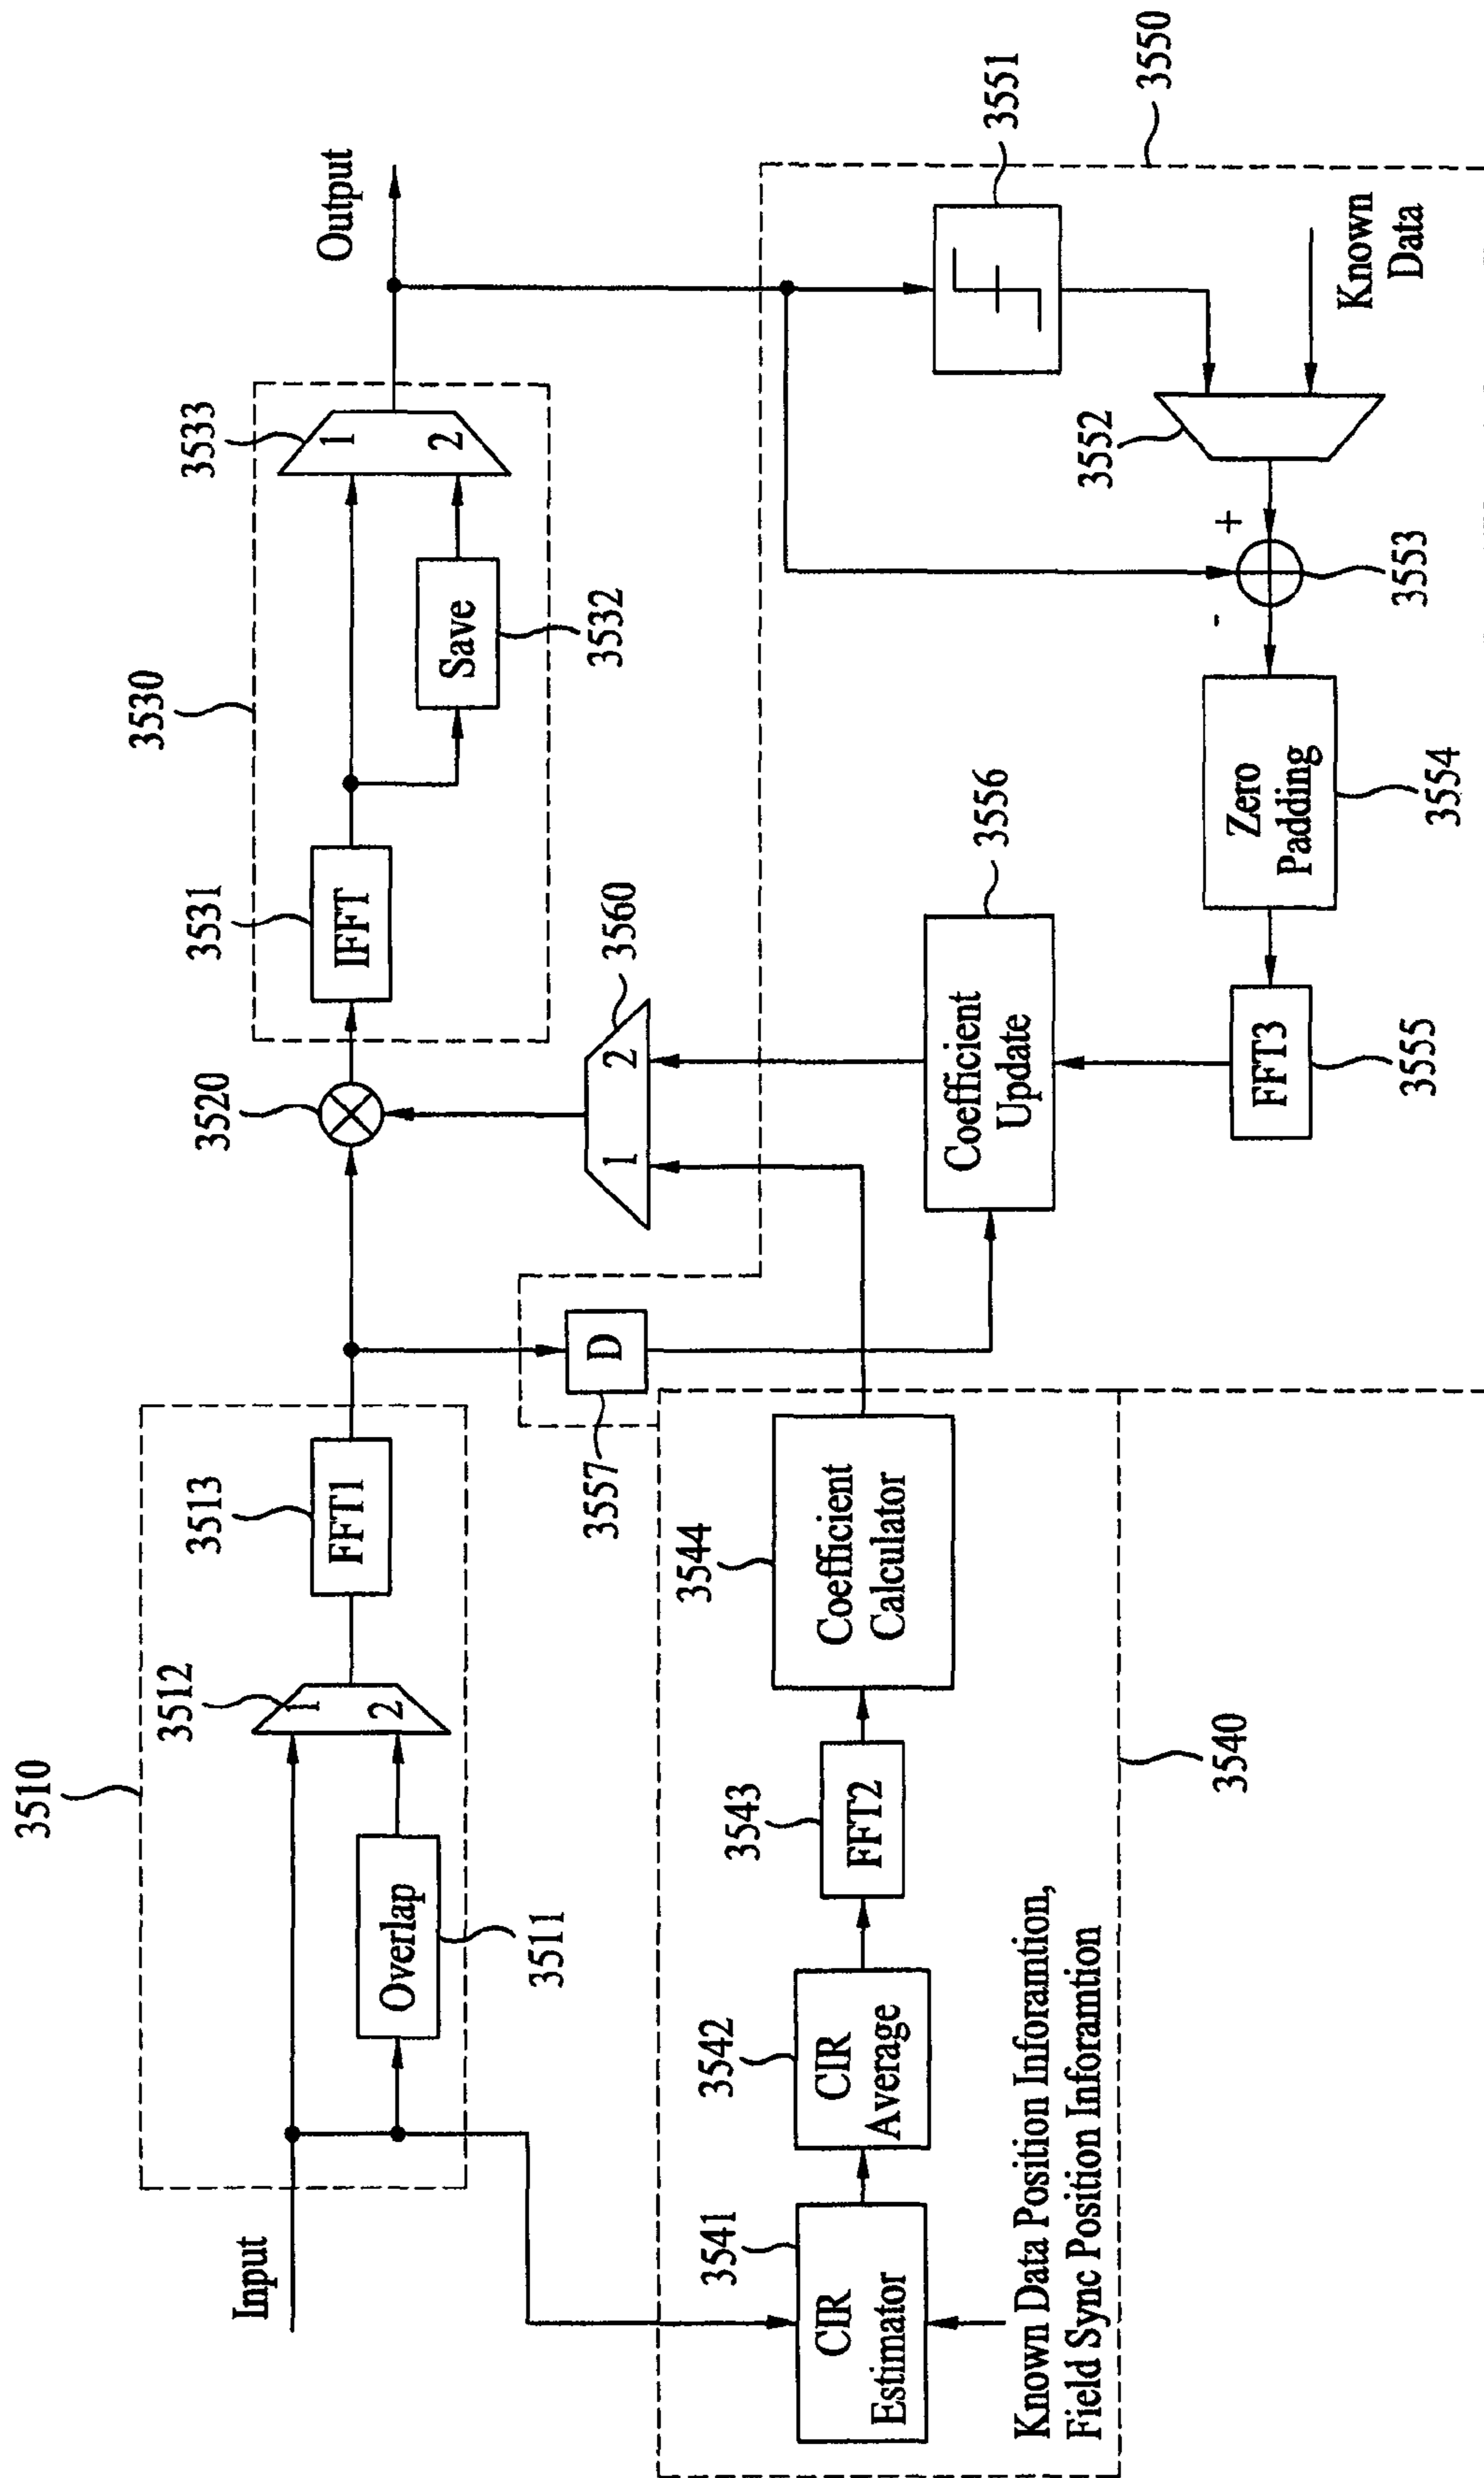 3510
Input
Overlap
3511
3512
1
2
FFT1
3513
3520
3530
IFFT
3531
Save
3532
3533
1
2
Output
D
3557
1
2
3560
3540
CIR
Estimator
3541
CIR
Average
3542
FFT2
3543
Coefficient
Calculator
3544
Known Data Position Inforamtion,
Field Sync Position Inforamtion
3550
3551
Known
Data
3552
+
-
3553
Zero
Padding
3554
FFT3
3555
Coefficient
Update
3556